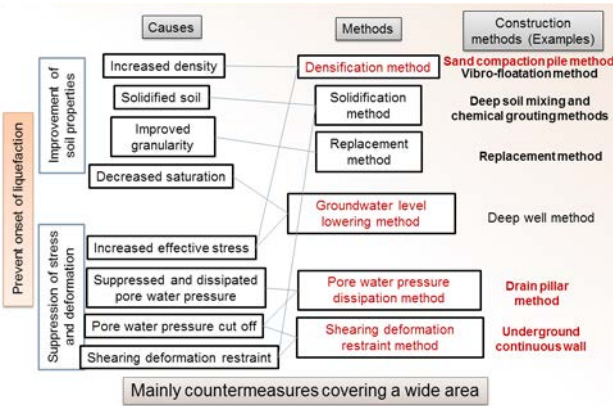 Causes
Methods
Construction
methods (Examples)
Prevent onset of liquefaction
Improvement of
soil properties
Increased density
Solidified soil
Improved
granularity
Decreased saturation
Suppression of stress
and deformation
Increased effective stress
Suppressed and dissipated
pore water pressure
Pore water pressure cut off
Shearing deformation restraint
Densification method
Solidification
method
Replacement
method
Groundwater level
lowering method
Pore water pressure
dissipation method
Shearing deformation
restraint method
Sand compaction pile method
Vibro-floatation method
Deep soil mixing and
chemical grouting methods
Replacement method
Deep well method
Drain pillar
method
Underground
continuous wall
Mainly countermeasures covering a wide area